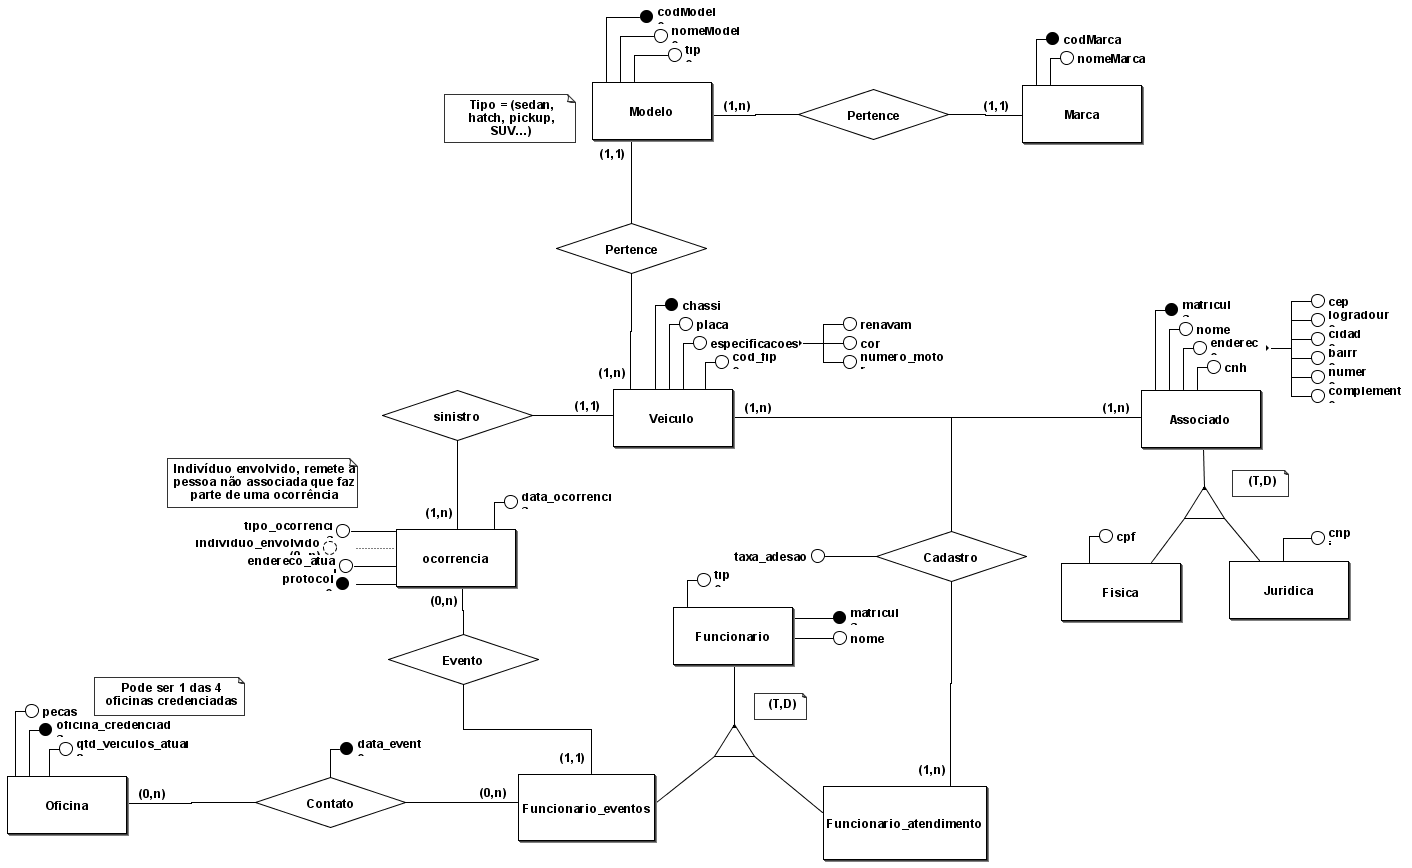 codModel
nomeModel
tip
codMarca
nomeMarca
Tipo = (sedan,
hatch, pickup,
SUV...)
Modelo
(1,n)
Pertence
(1,1)
Marca
(1,1)
Pertence
chassi
placa
especificacoes
cod_tip
renavam
cor
numero_moto
(1,n)
matricul
nome
enderec
cnh
cep
logradour
cidad
bairr
numer
complement
sinistro
(1,1)
Veiculo
(1,n)
(1,n)
Associado
Indivíduo envolvido, remete a
pessoa não associada que faz
parte de uma ocorrência
(T,D)
(1,n)
data_ocorrenci
tipo_ocorrenci
individuo_envolvido
(0, n)
endereco_atua
protocol
ocorrencia
taxa_adesao
Cadastro
cpf
cnp
Fisica
Juridica
(0,n)
tip
Funcionario
matricul
nome
Evento
Pode ser 1 das 4
oficinas credenciadas
(T,D)
pecas
oficina_credenciad
qtd_veiculos_atuai
data_event
(1,1)
(1,n)
Oficina
(0,n)
Contato
(0,n)
Funcionario_eventos
Funcionario_atendimento